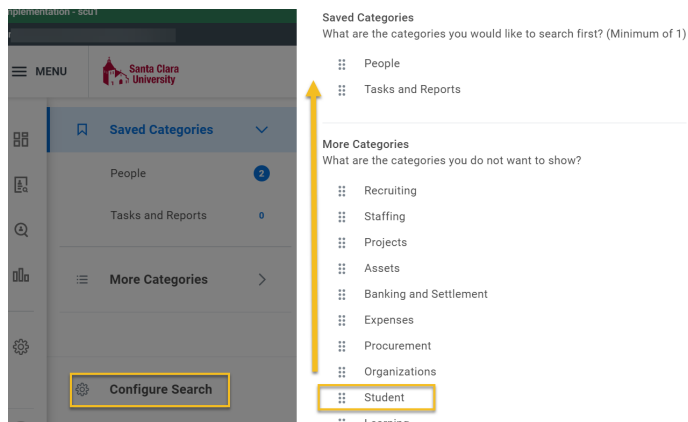 mplementation - scu1
r
MENU
Santa Clara
University
Saved Categories
People 2
Tasks and Reports 0
More Categories
Configure Search
Saved Categories
What are the categories you would like to search first? (Minimum of 1)
People
Tasks and Reports
More Categories
What are the categories you do not want to show?
Recruiting
Staffing
Projects
Assets
Banking and Settlement
Expenses
Procurement
Organizations
Student
Learning